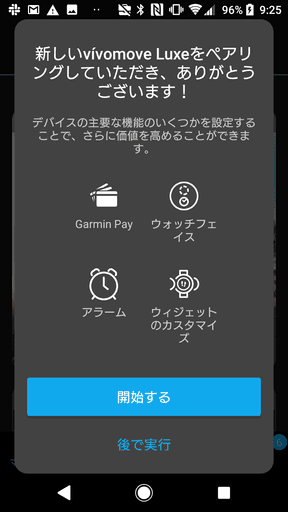 96% 9:25
新しいvívomove Luxeをペアリ
ングしていただき、ありがとう
ございます！
デバイスの主要な機能のいくつかを設定する
ことで、さらに価値を高めることができま
す。
Garmin Pay ウォッチフェ
イス
アラーム ウィジェット
のカスタマイ
ズ
開始する
後で実行